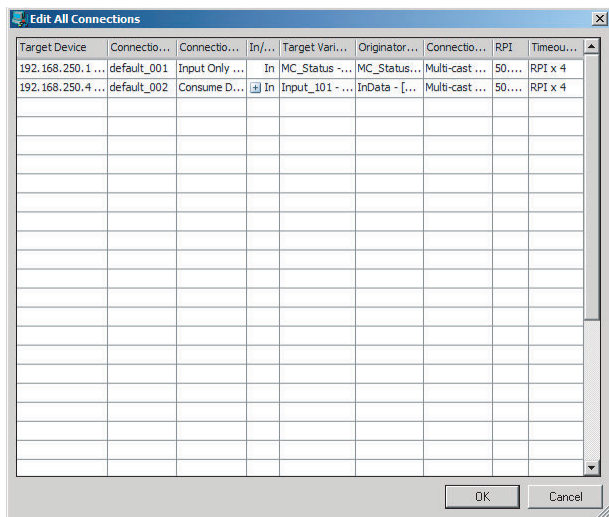 Edit All Connections
Target Device Connectio... Connectio... In/... Target Vari... Originator... Connectio... RPI Timeou...
192.168.250.1 ... default_001 Input Only ... In MC_Status -... MC_Status... Multi-cast ... 50.... RPI x 4
192.168.250.4 ... default_002 Consume D... In Input_101 - ... InData - [... Multi-cast ... 50.... RPI x 4
OK Cancel